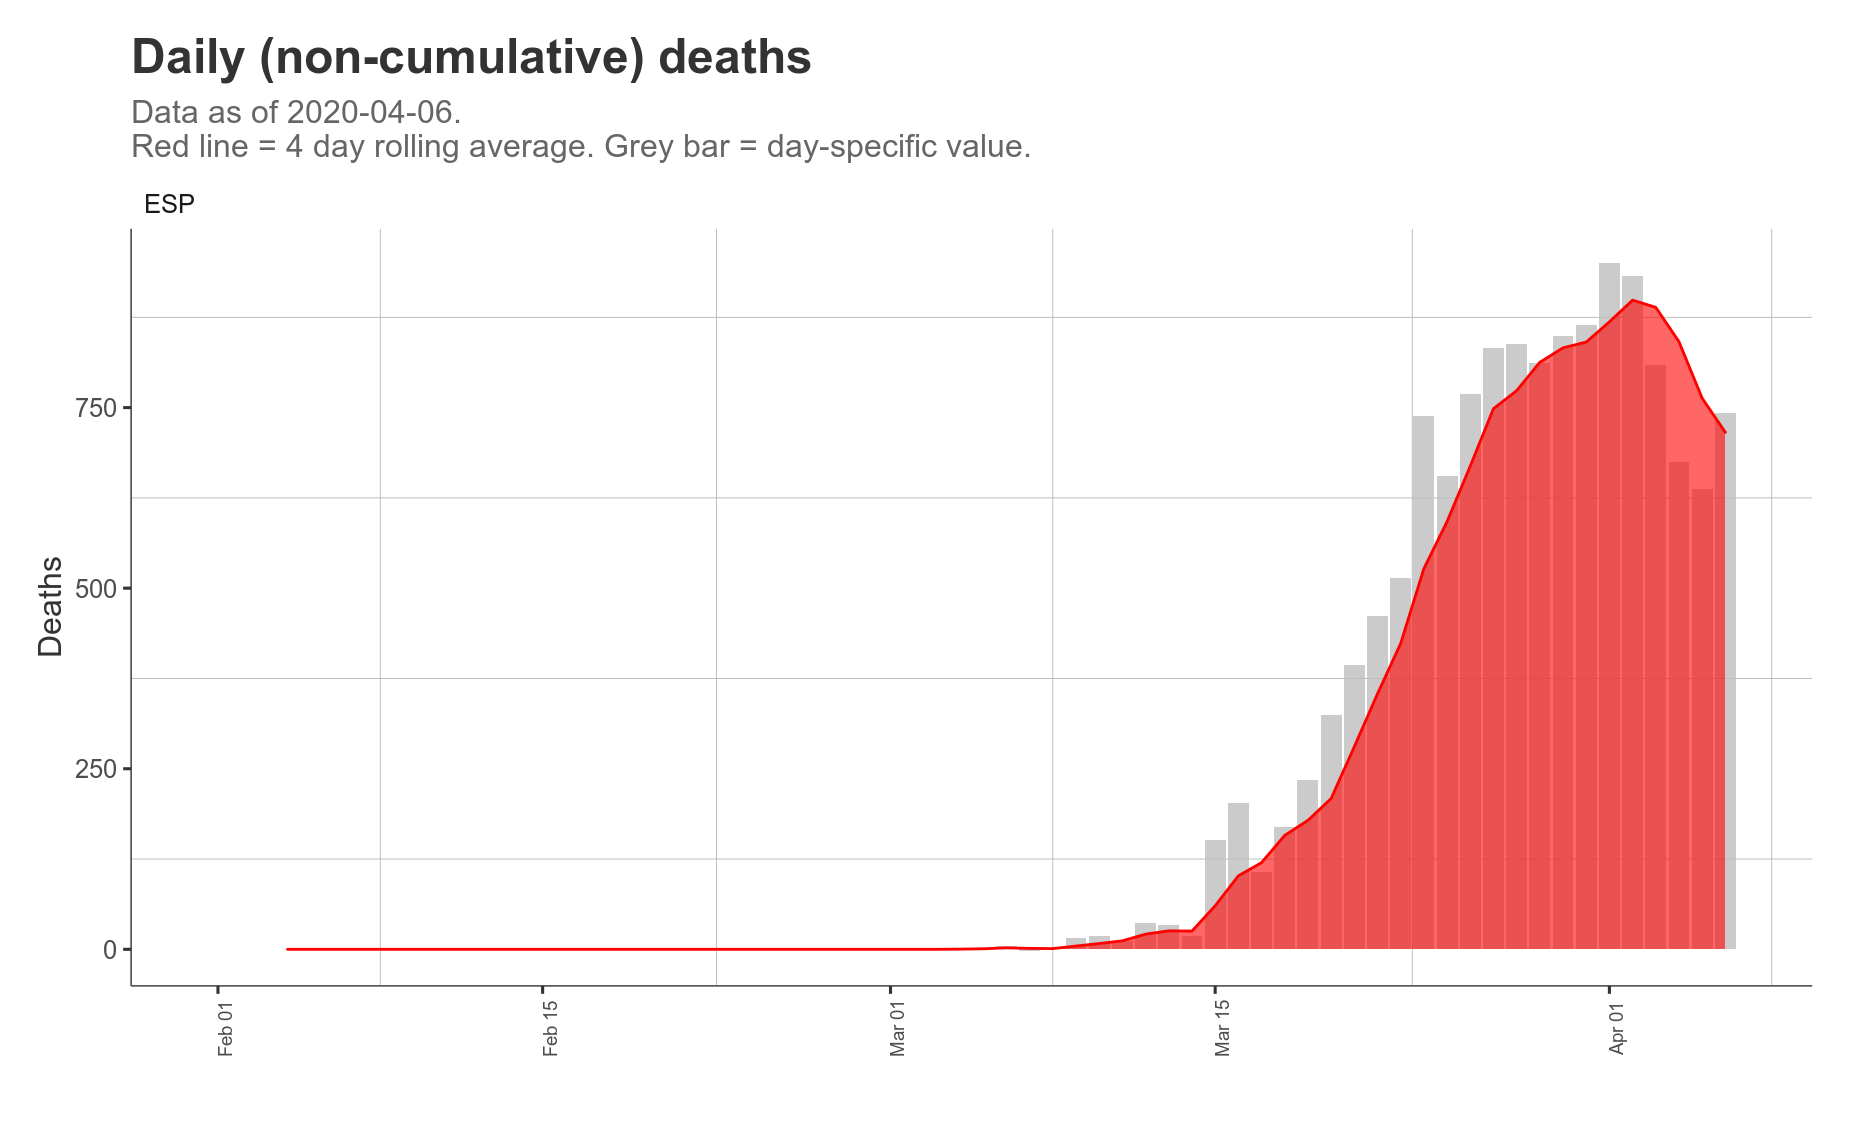 Daily (non-cumulative) deaths
Data as of 2020-04-06.
Red line = 4 day rolling average. Grey bar = day-specific value.
ESP
Deaths
750
500
250
0
Feb 01
Feb 15
Mar 01
Mar 15
Apr 01